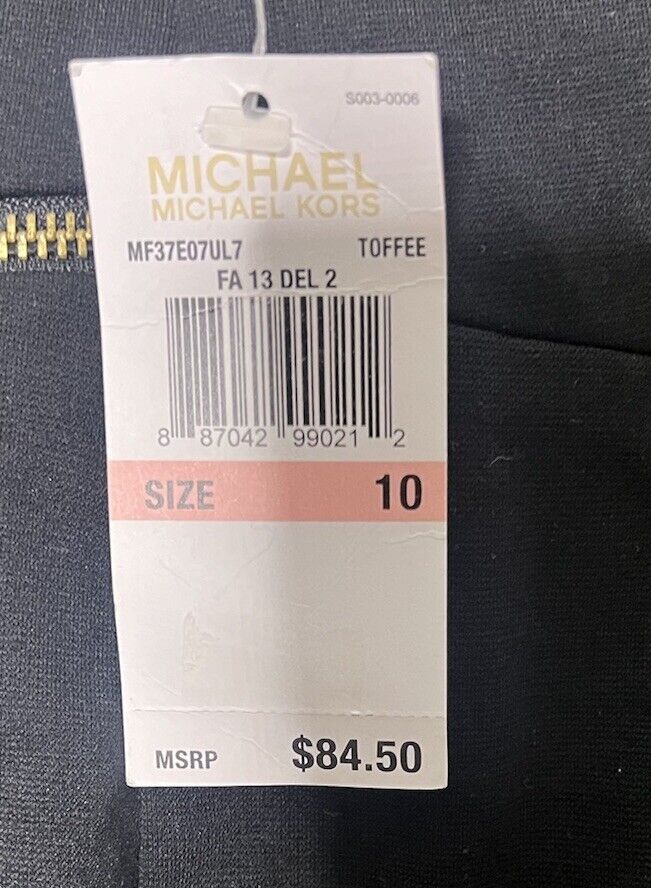 S003-0006
MICHAEL
MICHAEL KORS
MF37E07UL7 TOFFEE
FA 13 DEL 2
8 87042 99021 2
SIZE 10
MSRP $84.50